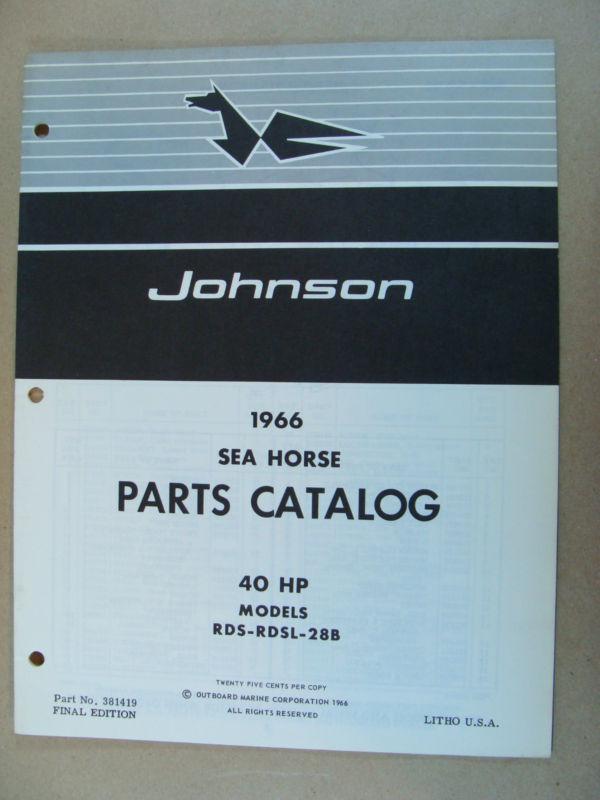 Johnson
1966
SEA HORSE
PARTS CATALOG
40 HP
MODELS
RDS-RDSL-28B
TWENTY FIVE CENTS PER COPY
© OUTBOARD MARINE CORPORATION 1966
ALL RIGHTS RESERVED
Part No. 381419
FINAL EDITION
LITHO U.S.A.